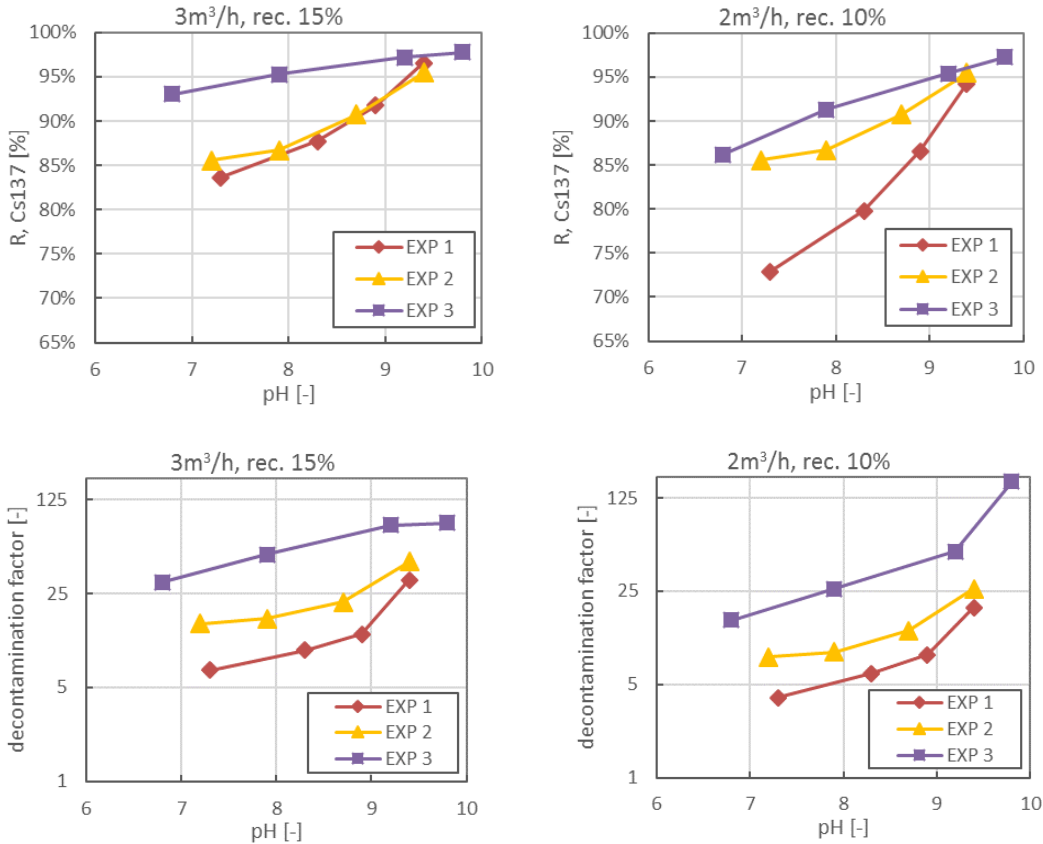 3m³/h, rec. 15%
R, Cs137 [%]
100%
95%
90%
85%
80%
75%
70%
65%
EXP 1
EXP 2
EXP 3
6 7 8 9 10
pH [-]
2m³/h, rec. 10%
R, Cs137 [%]
100%
95%
90%
85%
80%
75%
70%
65%
EXP 1
EXP 2
EXP 3
6 7 8 9 10
pH [-]
3m³/h, rec. 15%
decontamination factor [-]
125
25
5
1
EXP 1
EXP 2
EXP 3
6 7 8 9 10
pH [-]
2m³/h, rec. 10%
decontamination factor [-]
125
25
5
1
EXP 1
EXP 2
EXP 3
6 7 8 9 10
pH [-]